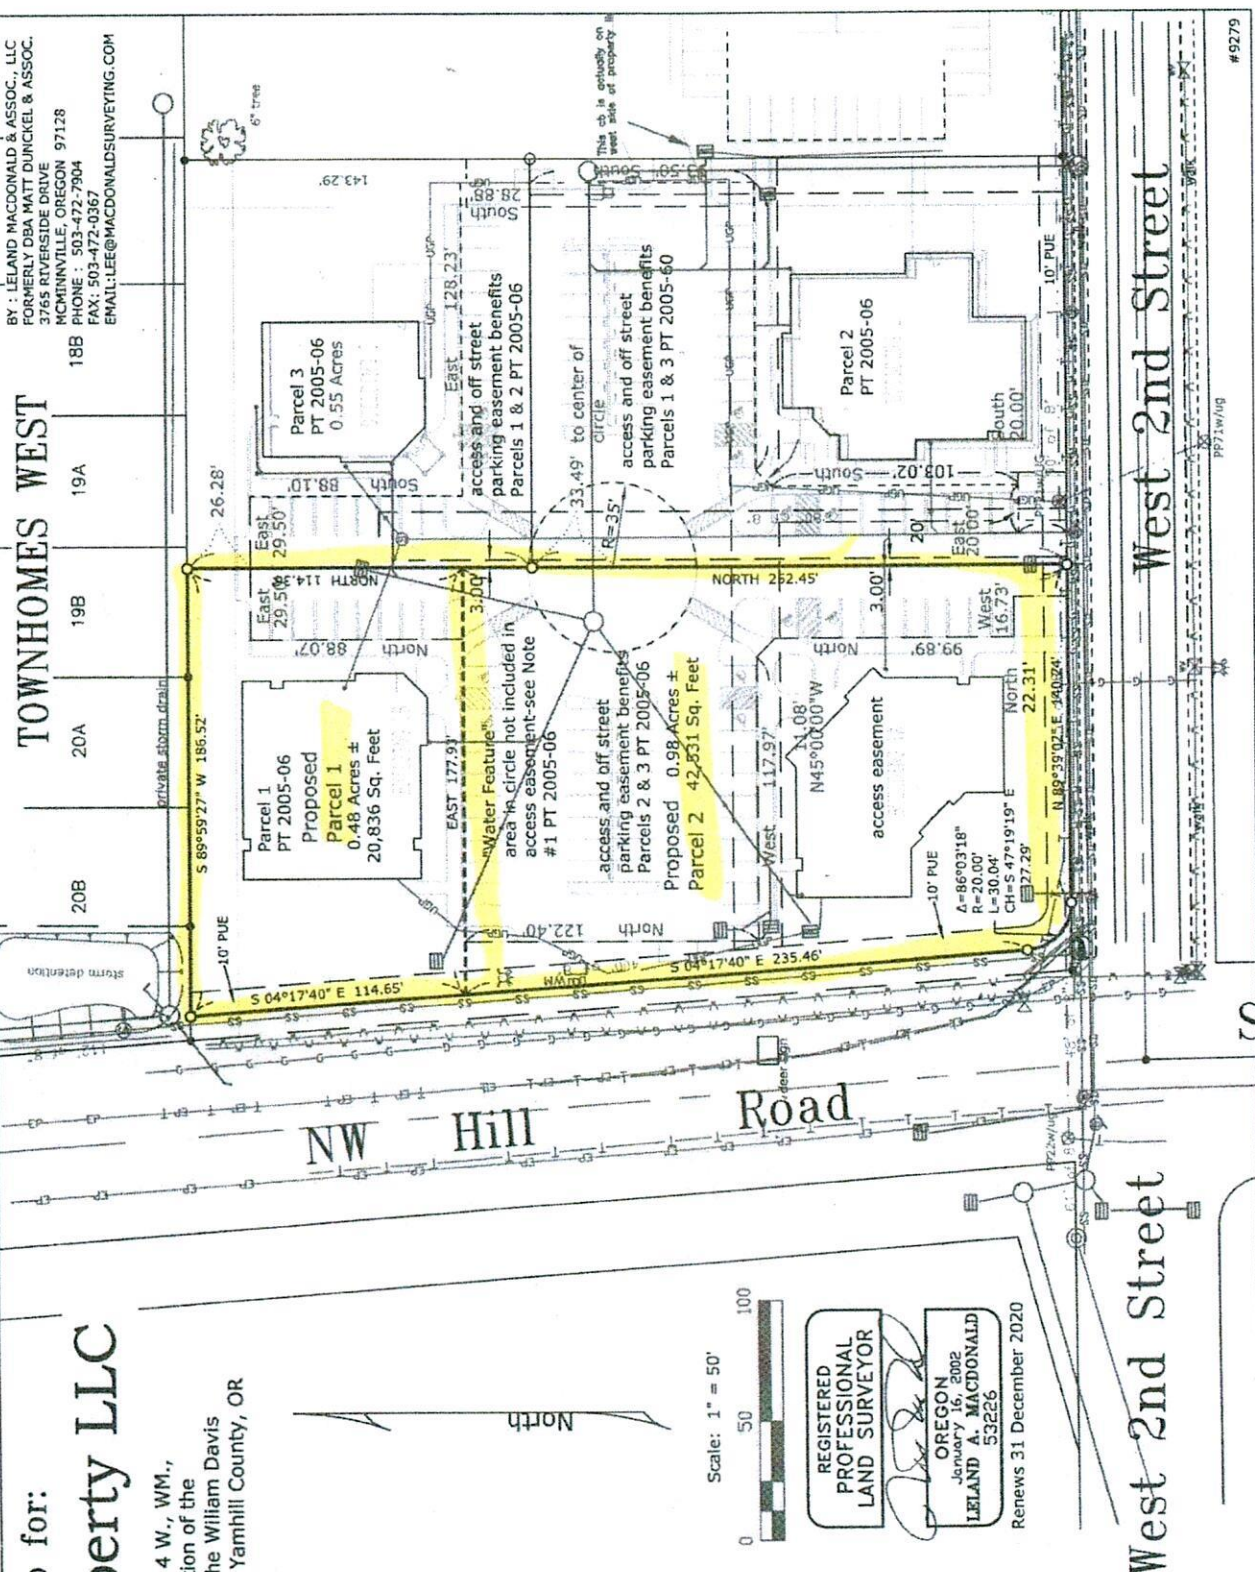 BY : LELAND MACDONALD & ASSOC., LLC
FORMERLY DBA MATT DUNCKEL & ASSOC.
3765 RIVERSIDE DRIVE
MCMINNVILLE, OREGON 97128
PHONE : 503-472-7904
FAX: 503-472-0367
EMAIL:LEE@MACDONALDSURVEYING.COM
TOWNHOMES WEST
18B
19A
19B
20A
20B
6" tree
private storm drain
storm detention
This cb is actually on
west side of property
143.29'
S 89°59'27" W 186.52'
26.28'
10' PUE
Parcel 3
PT 2005-06
0.55 Acres
South
88.10'
East
29.50'
East
29.50'
88.07'
North
Parcel 1
PT 2005-06
Proposed
Parcel 1
0.48 Acres ±
20,836 Sq. Feet
S 04°17'40" E 114.65'
East 128.23'
South
28.88'
South
access and off street
parking easement benefits
Parcels 1 & 2 PT 2005-06
EAST 177.93'
3.00'
"Water Feature"
area in circle not included in
access easement-see Note
#1 PT 2005-06
33.49' to center of
circle
R=35'
access and off street
parking easement benefits
Parcels 1 & 3 PT 2005-60
access and off street
parking easement benefits
Parcels 2 & 3 PT 2005-06
Proposed 0.98 Acres ±
Parcel 2 42,831 Sq. Feet
122.40'
North
S 04°17'40" E 235.46'
NORTH 262.45'
West 117.97'
11.08'
N45°00'00"W
access easement
North
99.89'
3.00'
20'
East
20.00'
West
16.73'
North
22.31'
South 103.02'
South
20.00'
Parcel 2
PT 2005-06
10' PUE
10' PUE
Δ=86°03'18"
R=20.00'
L=30.04'
CH=S 47°19'19" E
27.29'
N 89°39'02" E 140.24'
West 2nd Street
PP71w/ug
#9279
NW Hill Road
deer sign
PP22w/ug
West 2nd Street
for:
perty LLC
4 W., WM.,
tion of the
he William Davis
Yamhill County, OR
North
Scale: 1" = 50'
0 50 100
REGISTERED
PROFESSIONAL
LAND SURVEYOR
OREGON
January 16, 2002
LELAND A. MACDONALD
53226
Renews 31 December 2020